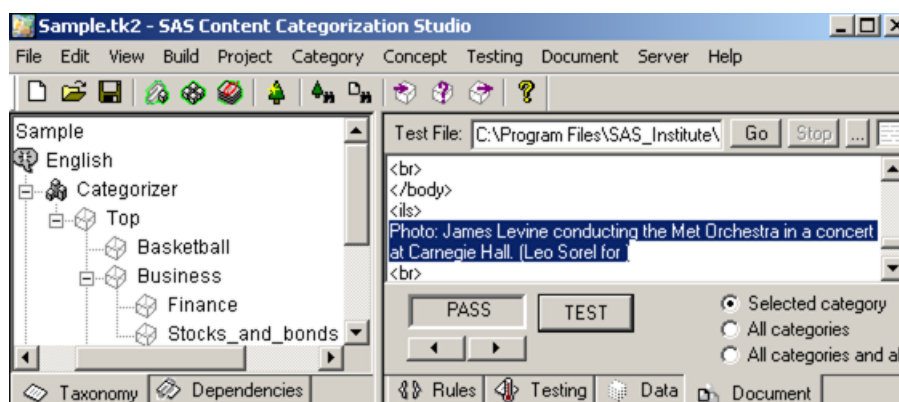 Sample.tk2 - SAS Content Categorization Studio
File Edit View Build Project Category Concept Testing Document Server Help
Sample
English
Categorizer
Top
Basketball
Business
Finance
Stocks_and_bonds
Taxonomy Dependencies
Test File: C:\Program Files\SAS_Institute\ Go Stop ...
<br>
</body>
<ils>
Photo: James Levine conducting the Met Orchestra in a concert
at Carnegie Hall. (Leo Sorel for )
<br>
PASS TEST
Selected category
All categories
All categories and al
Rules Testing Data Document